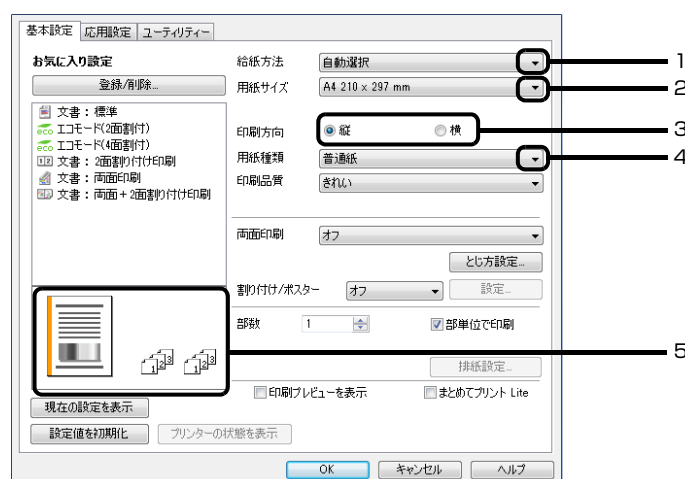 基本設定 応用設定 ユーティリティー
お気に入り設定
登録/削除...
文書：標準
eco エコモード(2面割付)
eco エコモード(4面割付)
12 文書：2面割り付け印刷
文書：両面印刷
文書：両面＋2面割り付け印刷
1 2 3 1 2 3
現在の設定を表示
設定値を初期化 プリンターの状態を表示
給紙方法 自動選択 1
用紙サイズ A4 210 x 297 mm 2
印刷方向 縦 横 3
用紙種類 普通紙 4
印刷品質 きれい
両面印刷 オフ
とじ方設定...
割り付け/ポスター オフ 設定...
部数 1 部単位で印刷
5
排紙設定...
印刷プレビューを表示 まとめてプリント Lite
OK キャンセル ヘルプ